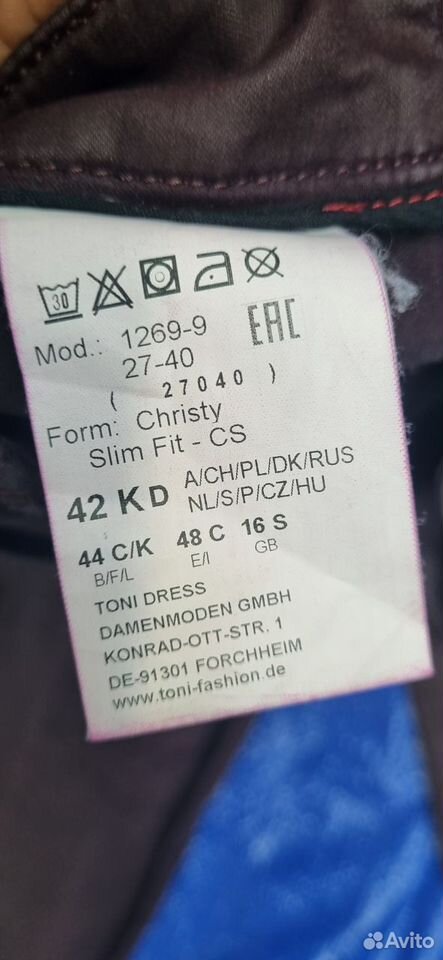 30
Mod.: 1269-9 EAC
27-40
( 27040 )
Form: Christy
Slim Fit - CS
42 KD A/CH/PL/DK/RUS
NL/S/P/CZ/HU
44 C/K 48 C 16 S
B/F/L E/I GB
TONI DRESS
DAMENMODEN GMBH
KONRAD-OTT-STR. 1
DE-91301 FORCHHEIM
www.toni-fashion.de
Avito